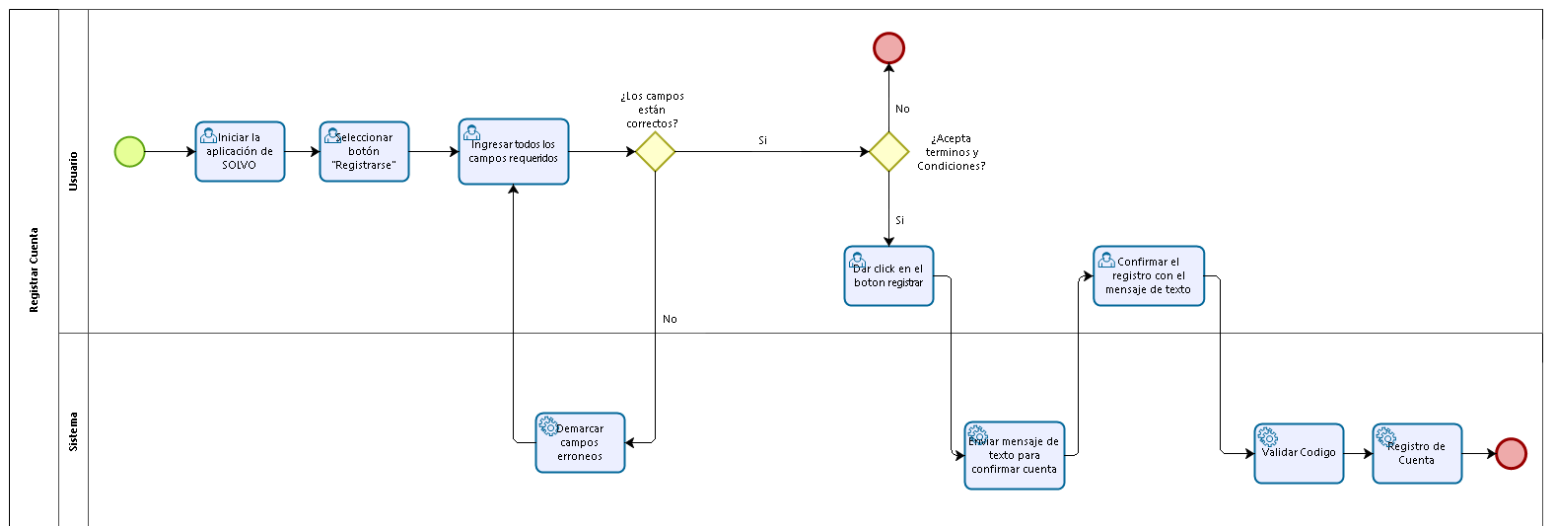 Registrar Cuenta
Usuario
Iniciar la
aplicación de
SOLVO
Seleccionar
botón
"Registrarse"
Ingresar todos los
campos requeridos
¿Los campos
están
correctos?
Si
No
¿Acepta
terminos y
Condiciones?
No
Si
Dar click en el
boton registrar
Confirmar el
registro con el
mensaje de texto
Sistema
Demarcar
campos
erroneos
Enviar mensaje de
texto para
confirmar cuenta
Validar Codigo
Registro de
Cuenta